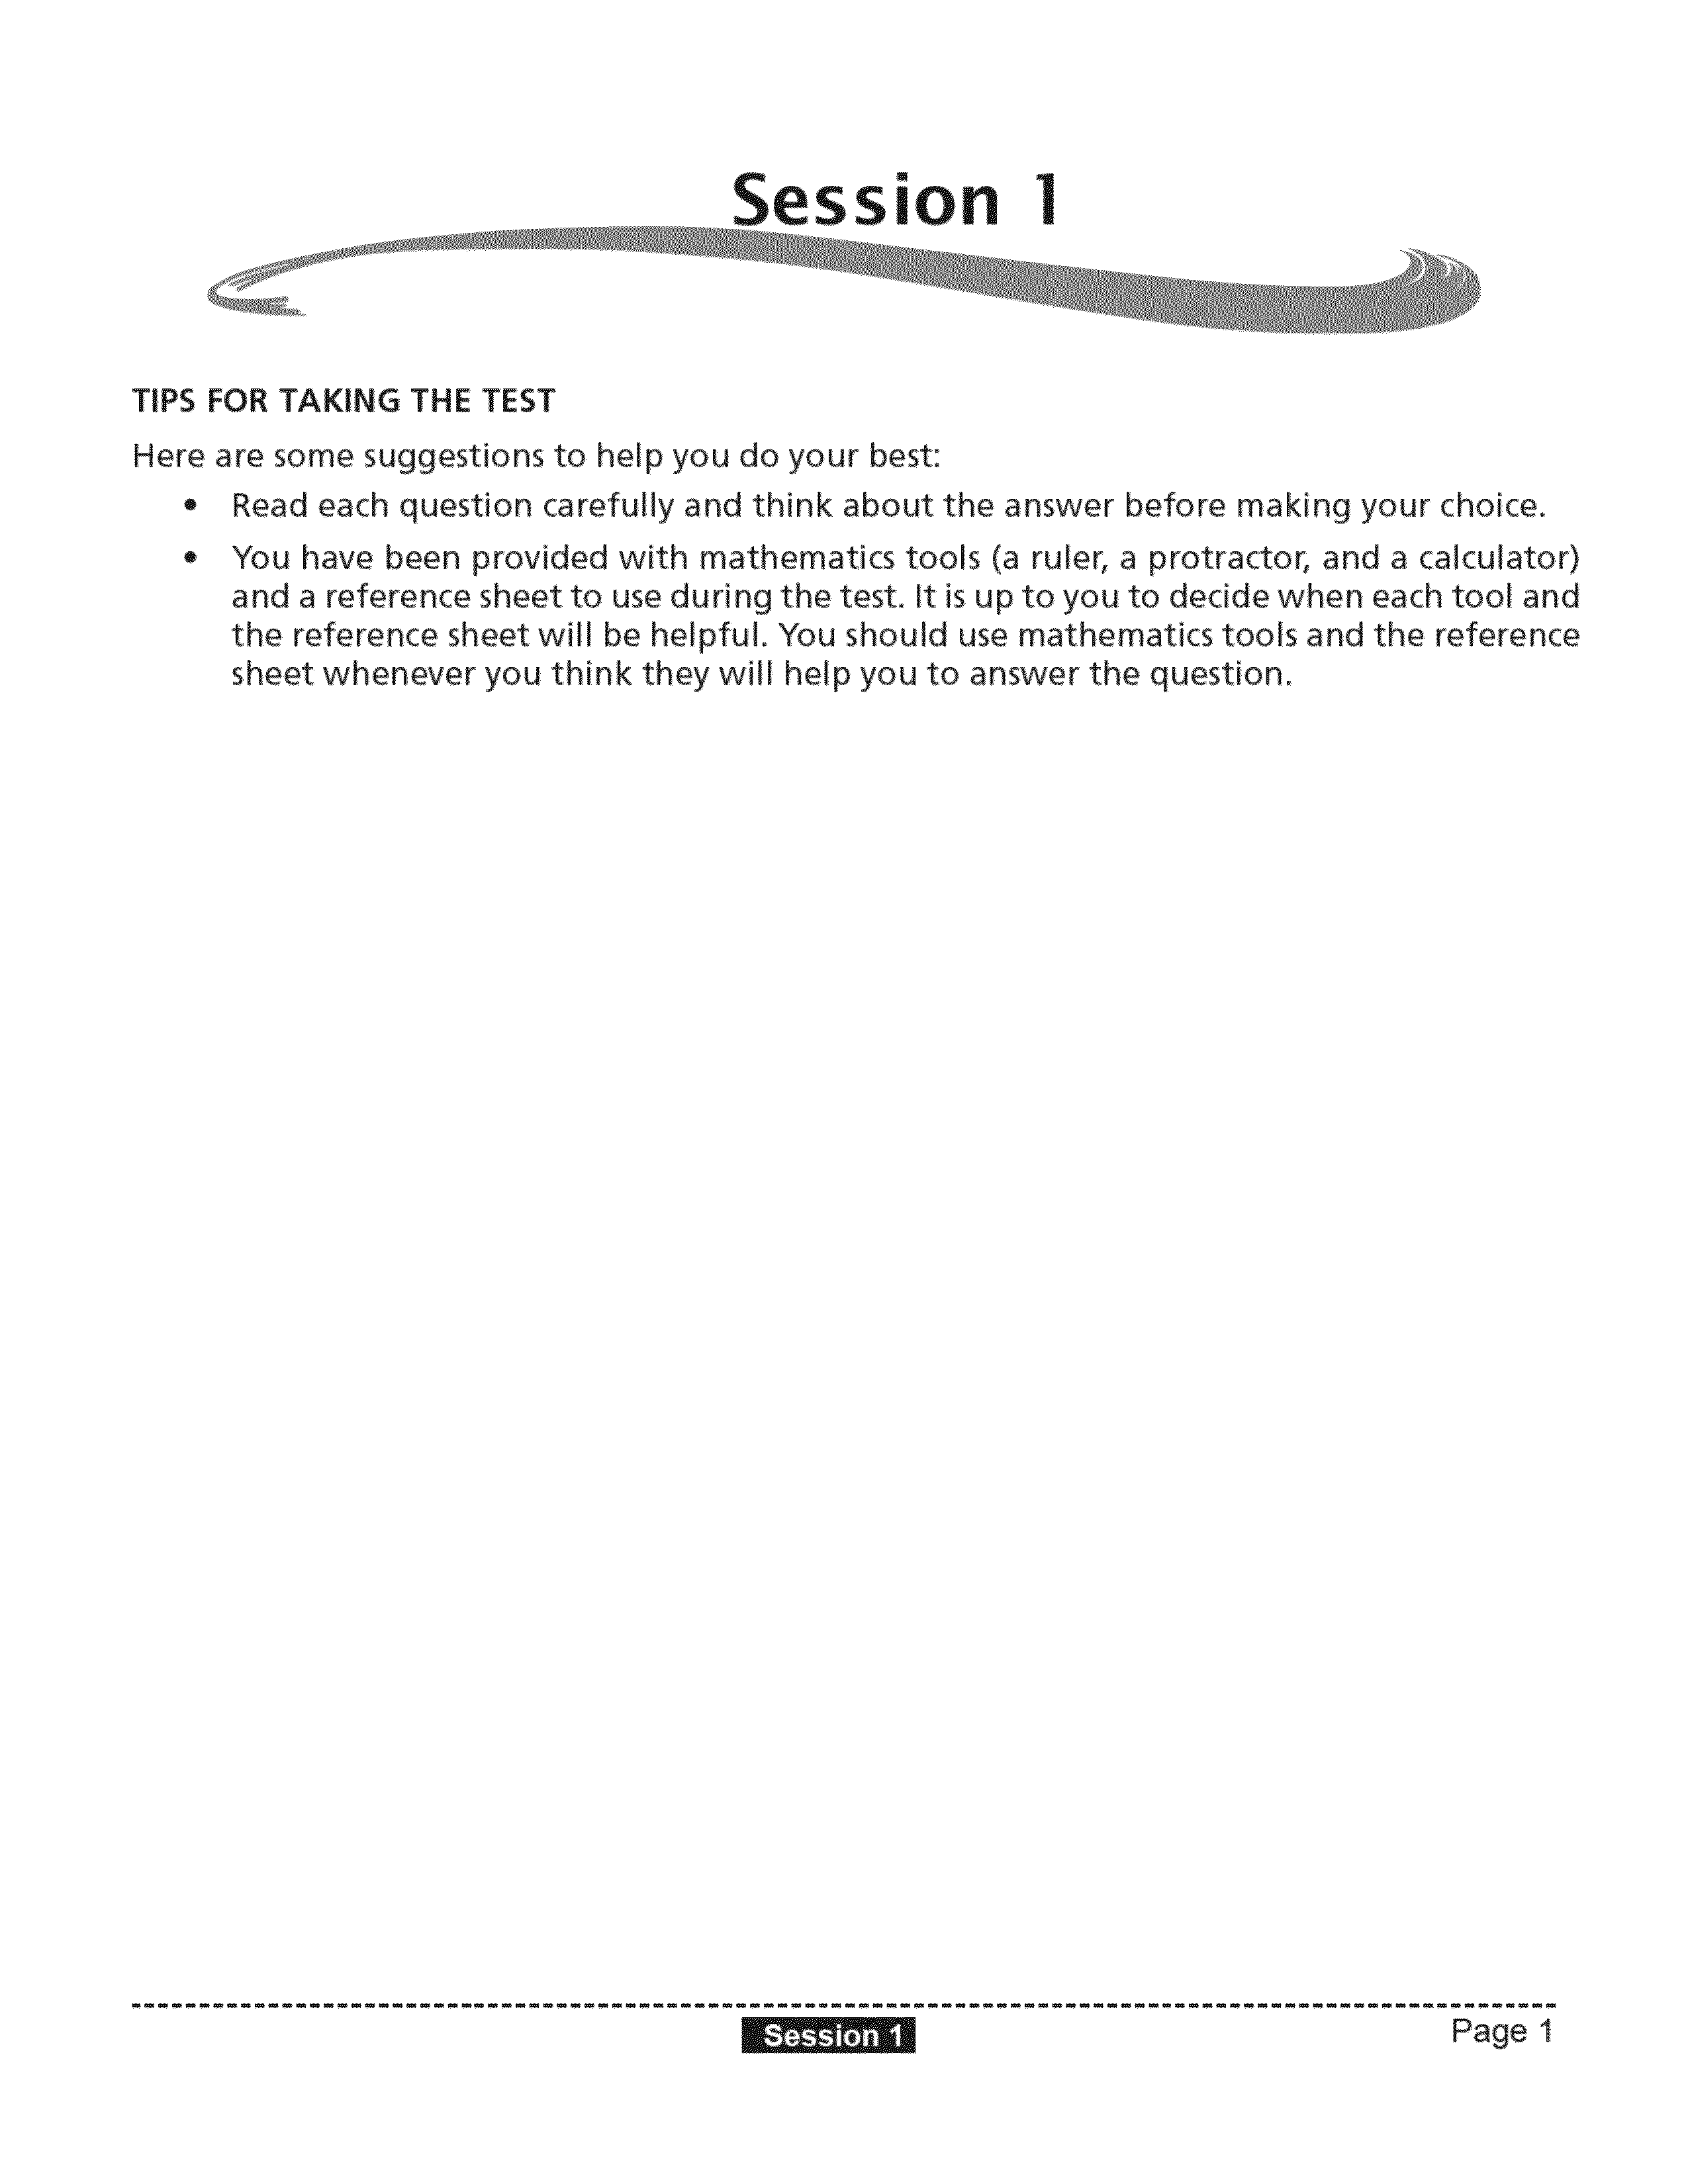 Session 1
TIPS FOR TAKING THE TEST
Here are some suggestions to help you do your best:
• Read each question carefully and think about the answer before making your choice.
• You have been provided with mathematics tools (a ruler, a protractor, and a calculator)
and a reference sheet to use during the test. It is up to you to decide when each tool and
the reference sheet will be helpful. You should use mathematics tools and the reference
sheet whenever you think they will help you to answer the question.
Session 1
Page 1